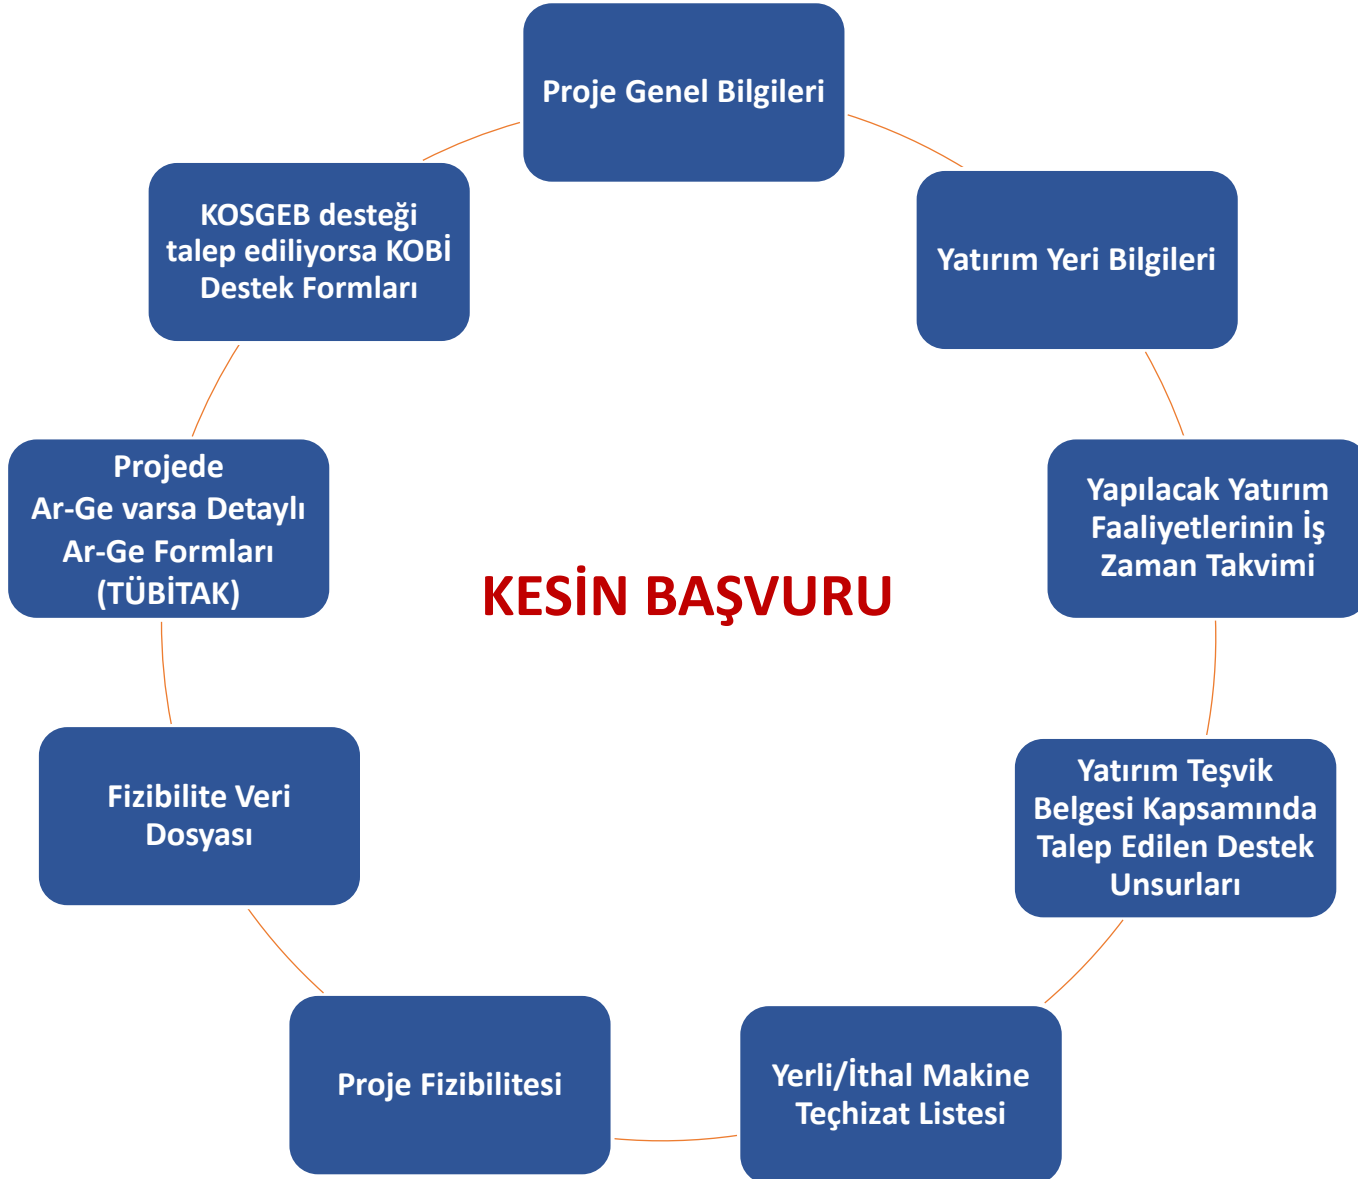 Proje Genel Bilgileri
Yatırım Yeri Bilgileri
Yapılacak Yatırım
Faaliyetlerinin İş
Zaman Takvimi
Yatırım Teşvik
Belgesi Kapsamında
Talep Edilen Destek
Unsurları
Yerli/İthal Makine
Teçhizat Listesi
Proje Fizibilitesi
Fizibilite Veri
Dosyası
Projede
Ar-Ge varsa Detaylı
Ar-Ge Formları
(TÜBİTAK)
KOSGEB desteği
talep ediliyorsa KOBİ
Destek Formları
KESİN BAŞVURU